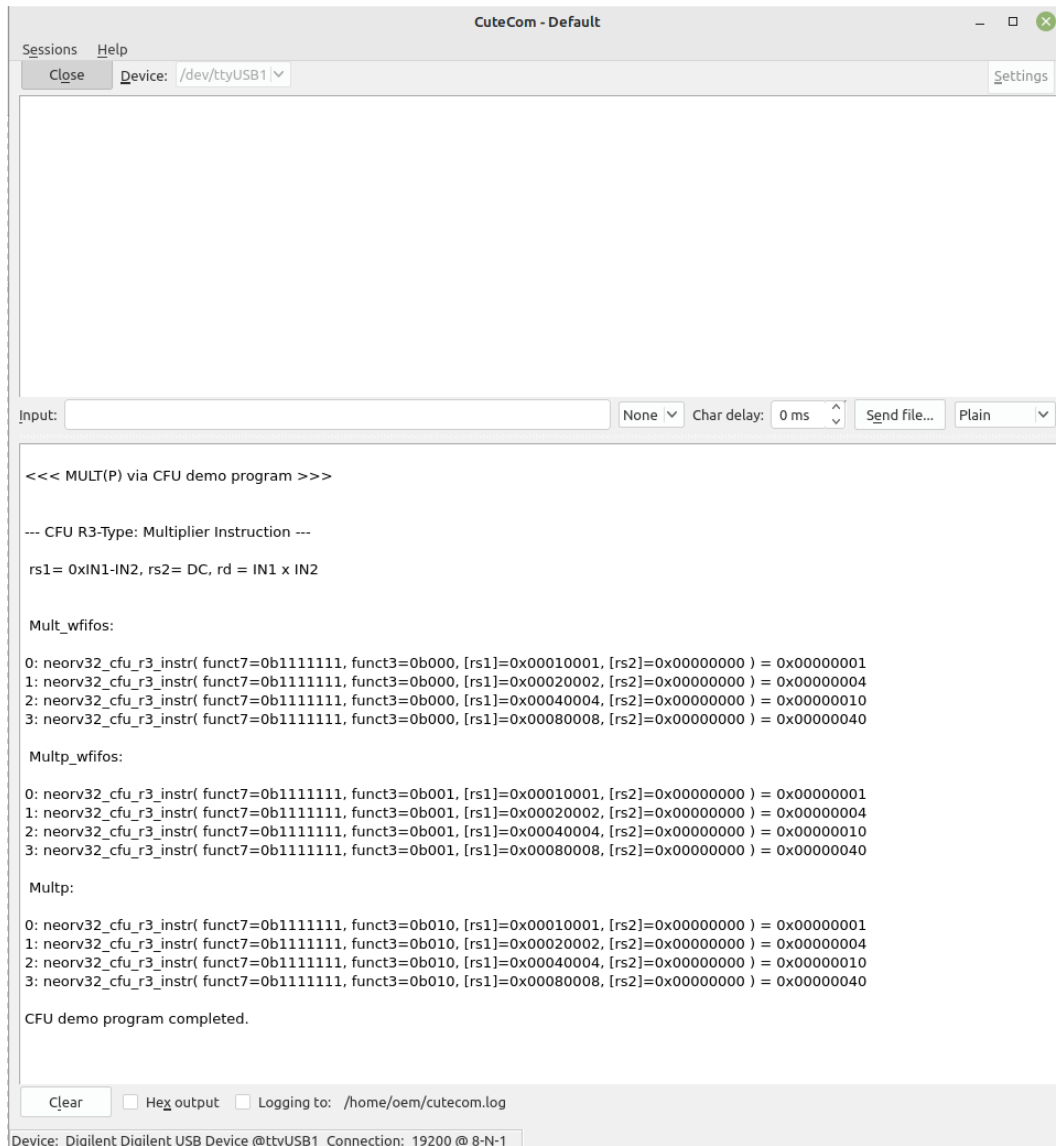 CuteCom - Default
Sessions Help
Close Device: /dev/ttyUSB1 Settings
Input: None Char delay: 0 ms Send file... Plain
<<< MULT(P) via CFU demo program >>>
--- CFU R3-Type: Multiplier Instruction ---
rs1= 0xIN1-IN2, rs2= DC, rd = IN1 x IN2
Mult_wfifos:
0: neorv32_cfu_r3_instr( funct7=0b1111111, funct3=0b000, [rs1]=0x00010001, [rs2]=0x00000000 ) = 0x00000001
1: neorv32_cfu_r3_instr( funct7=0b1111111, funct3=0b000, [rs1]=0x00020002, [rs2]=0x00000000 ) = 0x00000004
2: neorv32_cfu_r3_instr( funct7=0b1111111, funct3=0b000, [rs1]=0x00040004, [rs2]=0x00000000 ) = 0x00000010
3: neorv32_cfu_r3_instr( funct7=0b1111111, funct3=0b000, [rs1]=0x00080008, [rs2]=0x00000000 ) = 0x00000040
Multp_wfifos:
0: neorv32_cfu_r3_instr( funct7=0b1111111, funct3=0b001, [rs1]=0x00010001, [rs2]=0x00000000 ) = 0x00000001
1: neorv32_cfu_r3_instr( funct7=0b1111111, funct3=0b001, [rs1]=0x00020002, [rs2]=0x00000000 ) = 0x00000004
2: neorv32_cfu_r3_instr( funct7=0b1111111, funct3=0b001, [rs1]=0x00040004, [rs2]=0x00000000 ) = 0x00000010
3: neorv32_cfu_r3_instr( funct7=0b1111111, funct3=0b001, [rs1]=0x00080008, [rs2]=0x00000000 ) = 0x00000040
Multp:
0: neorv32_cfu_r3_instr( funct7=0b1111111, funct3=0b010, [rs1]=0x00010001, [rs2]=0x00000000 ) = 0x00000001
1: neorv32_cfu_r3_instr( funct7=0b1111111, funct3=0b010, [rs1]=0x00020002, [rs2]=0x00000000 ) = 0x00000004
2: neorv32_cfu_r3_instr( funct7=0b1111111, funct3=0b010, [rs1]=0x00040004, [rs2]=0x00000000 ) = 0x00000010
3: neorv32_cfu_r3_instr( funct7=0b1111111, funct3=0b010, [rs1]=0x00080008, [rs2]=0x00000000 ) = 0x00000040
CFU demo program completed.
Clear Hex output Logging to: /home/oem/cutecom.log
Device: Digilent Digilent USB Device @ttyUSB1 Connection: 19200 @ 8-N-1